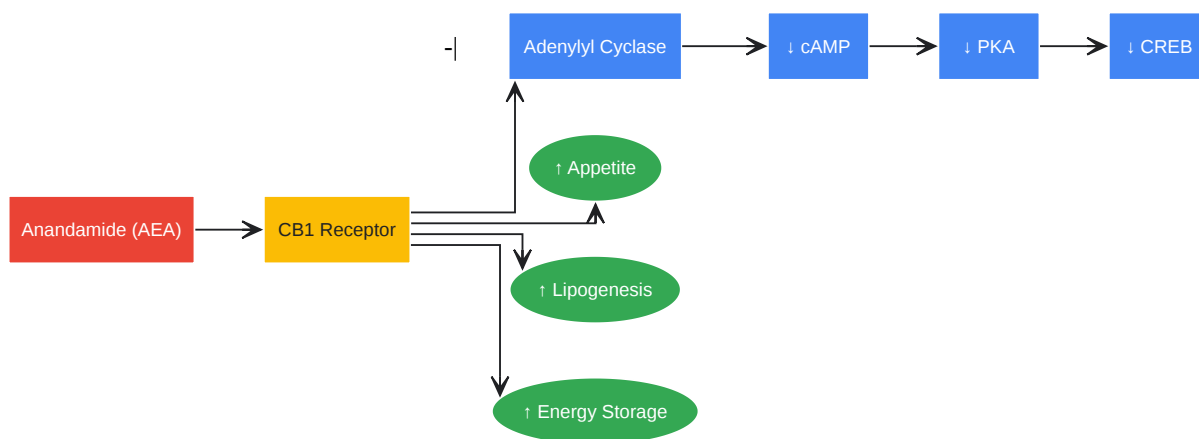 -|
Adenylyl Cyclase
↓ cAMP
↓ PKA
↓ CREB
↑ Appetite
Anandamide (AEA)
CB1 Receptor
↑ Lipogenesis
↑ Energy Storage